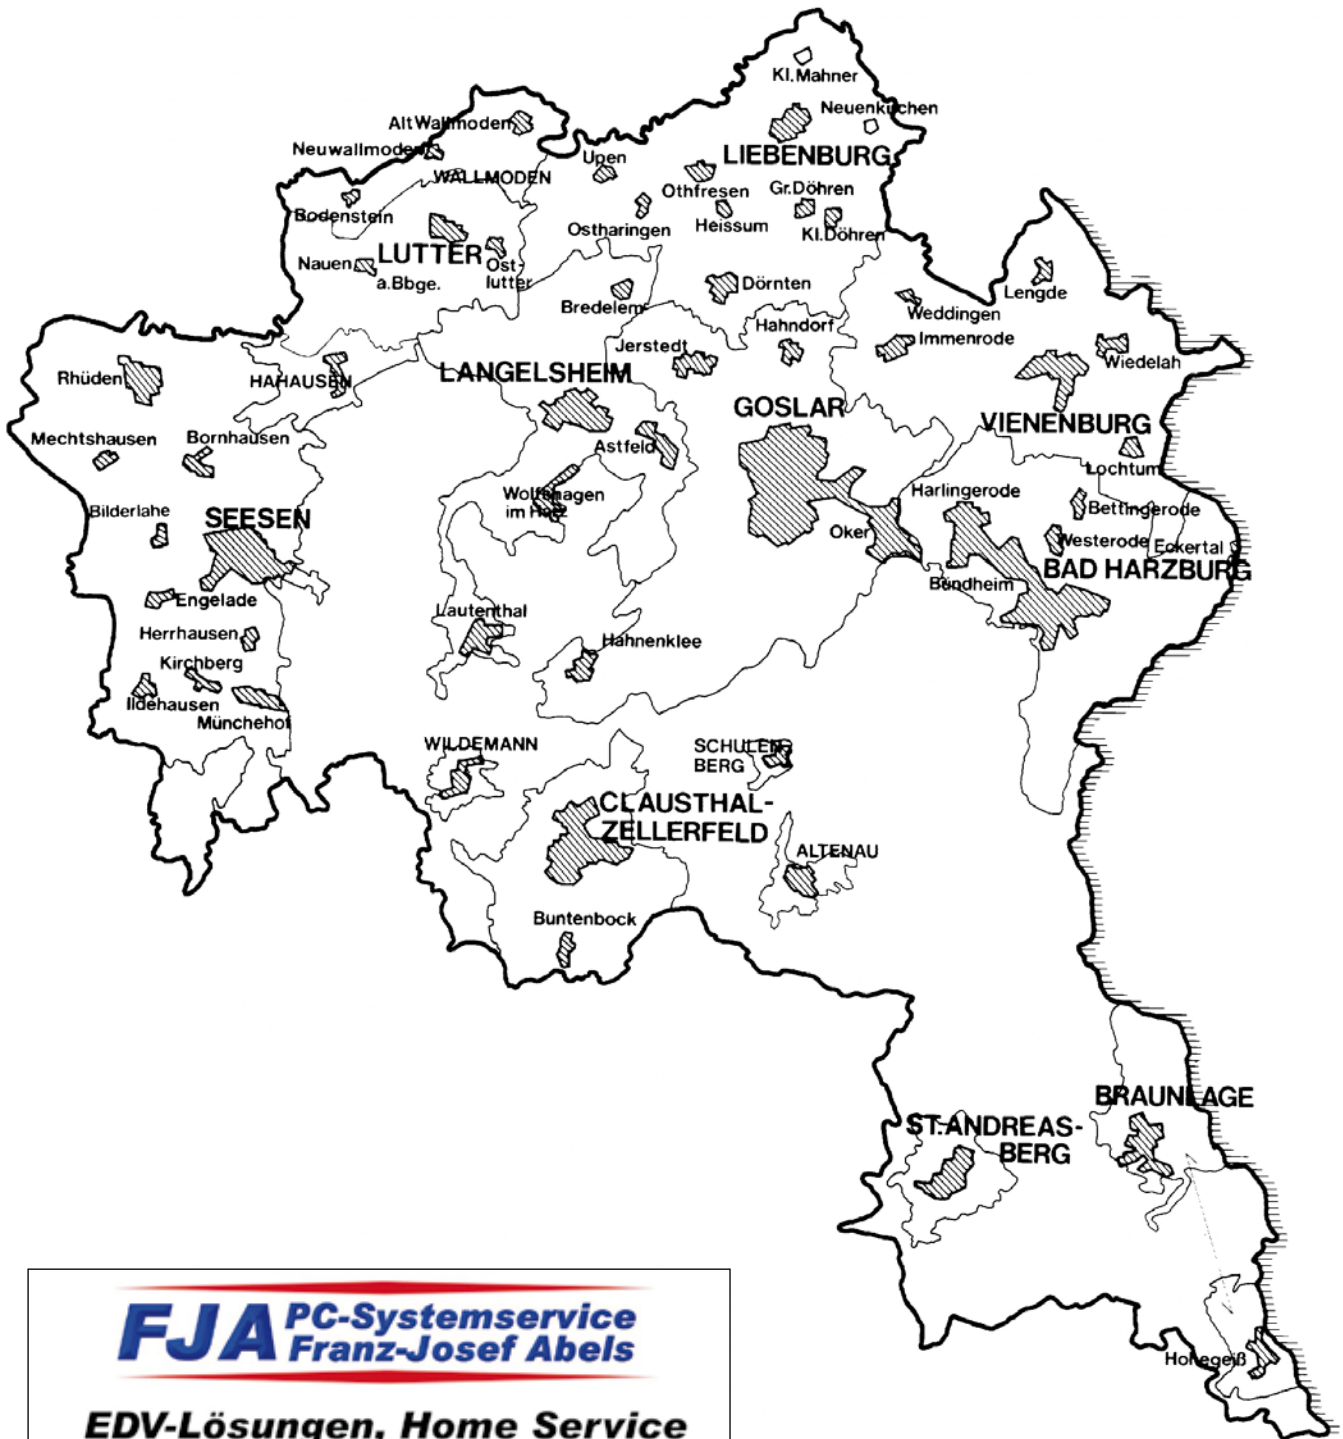 Kl.Mahner
Neuenkirchen
Alt Wallmoden
Neuwallmoden
Upen
LIEBENBURG
WALLMODEN
Othfresen
Gr.Döhren
Bodenstein
Ostharingen
Heissum
Kl.Döhren
LUTTER
a.Bbge.
Nauen
Ost-
lutter
Bredelem
Dörnten
Lengde
Weddingen
Hahndorf
Immenrode
Jerstedt
Wiedelah
Rhüden
HAHAUSEN
LANGELSHEIM
GOSLAR
VIENENBURG
Mechtshausen
Bornhausen
Astfeld
Lochtum
Wolfshagen
im Harz
Harlingerode
Bilderlahe
SEESEN
Bettingerode
Oker
Westerode
Eckertal
BAD HARZBURG
Bündheim
Engelade
Lautenthal
Herrhausen
Hahnenklee
Kirchberg
Ildehausen
Münchehof
WILDEMANN
SCHULEN
BERG
CLAUSTHAL-
ZELLERFELD
ALTENAU
Buntenbock
BRAUNLAGE
ST.ANDREAS-
BERG
Hohegeiß
FJA PC-Systemservice
Franz-Josef Abels
EDV-Lösungen, Home Service